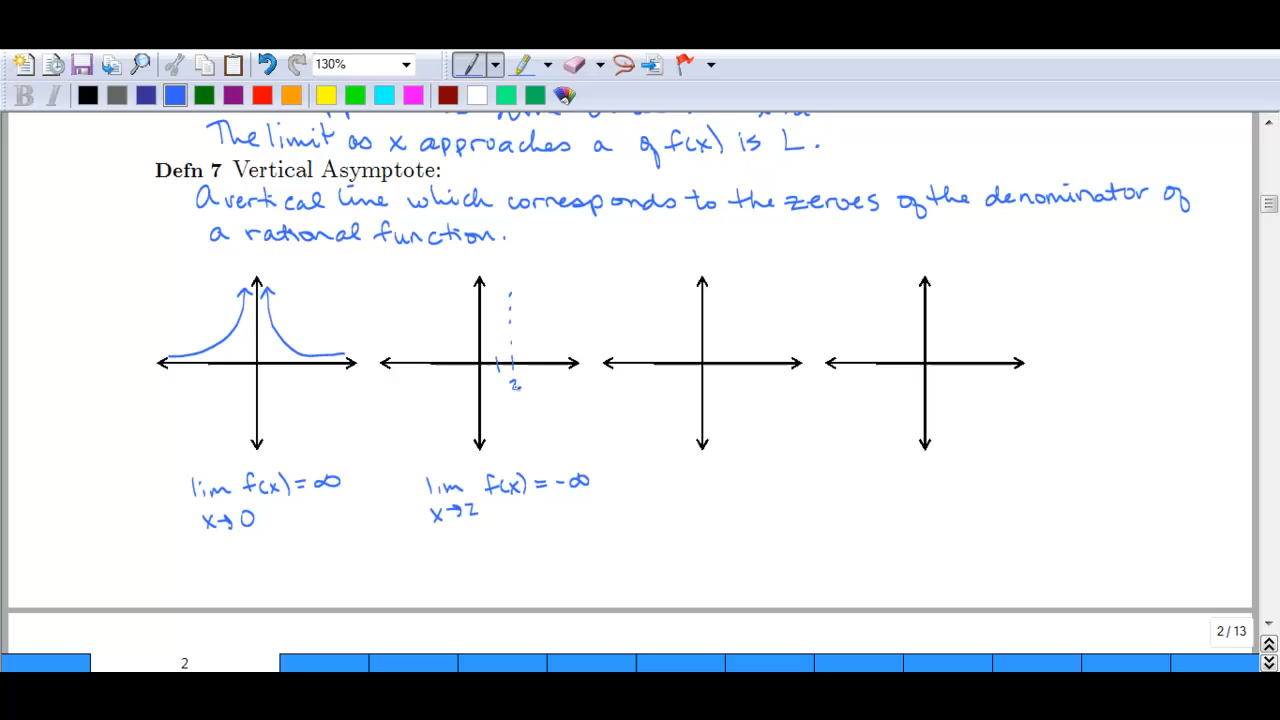 130%
B I
The limit as x approaches a of f(x) is L.
Defn 7 Vertical Asymptote:
A vertical line which corresponds to the zeroes of the denominator of
a rational function.
2
lim f(x) = ∞
x→0
lim f(x) = -∞
x→2
2 / 13
2